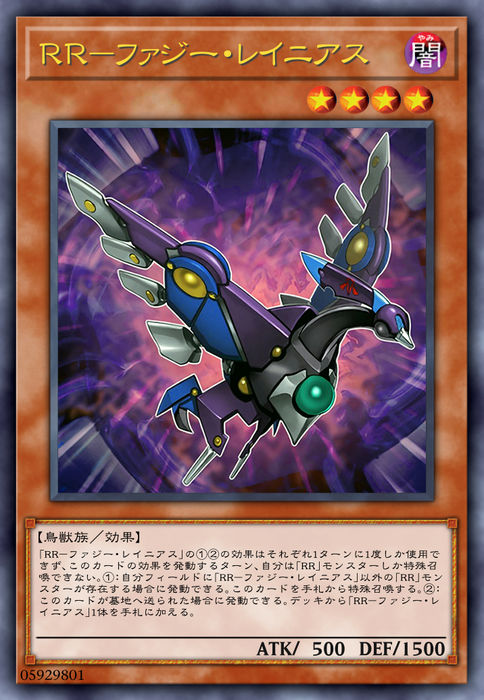 RR－ファジー・レイニアス
やみ
闇
【鳥獣族／効果】
「RR－ファジー・レイニアス」の①②の効果はそれぞれ1ターンに1度しか使用で
きず、このカードの効果を発動するターン、自分は「RR」モンスターしか特殊召
喚できない。①：自分フィールドに「RR－ファジー・レイニアス」以外の「RR」モン
スターが存在する場合に発動できる。このカードを手札から特殊召喚する。②：
このカードが墓地へ送られた場合に発動できる。デッキから「RR－ファジー・レ
イニアス」1体を手札に加える。
ATK/ 500 DEF/1500
05929801